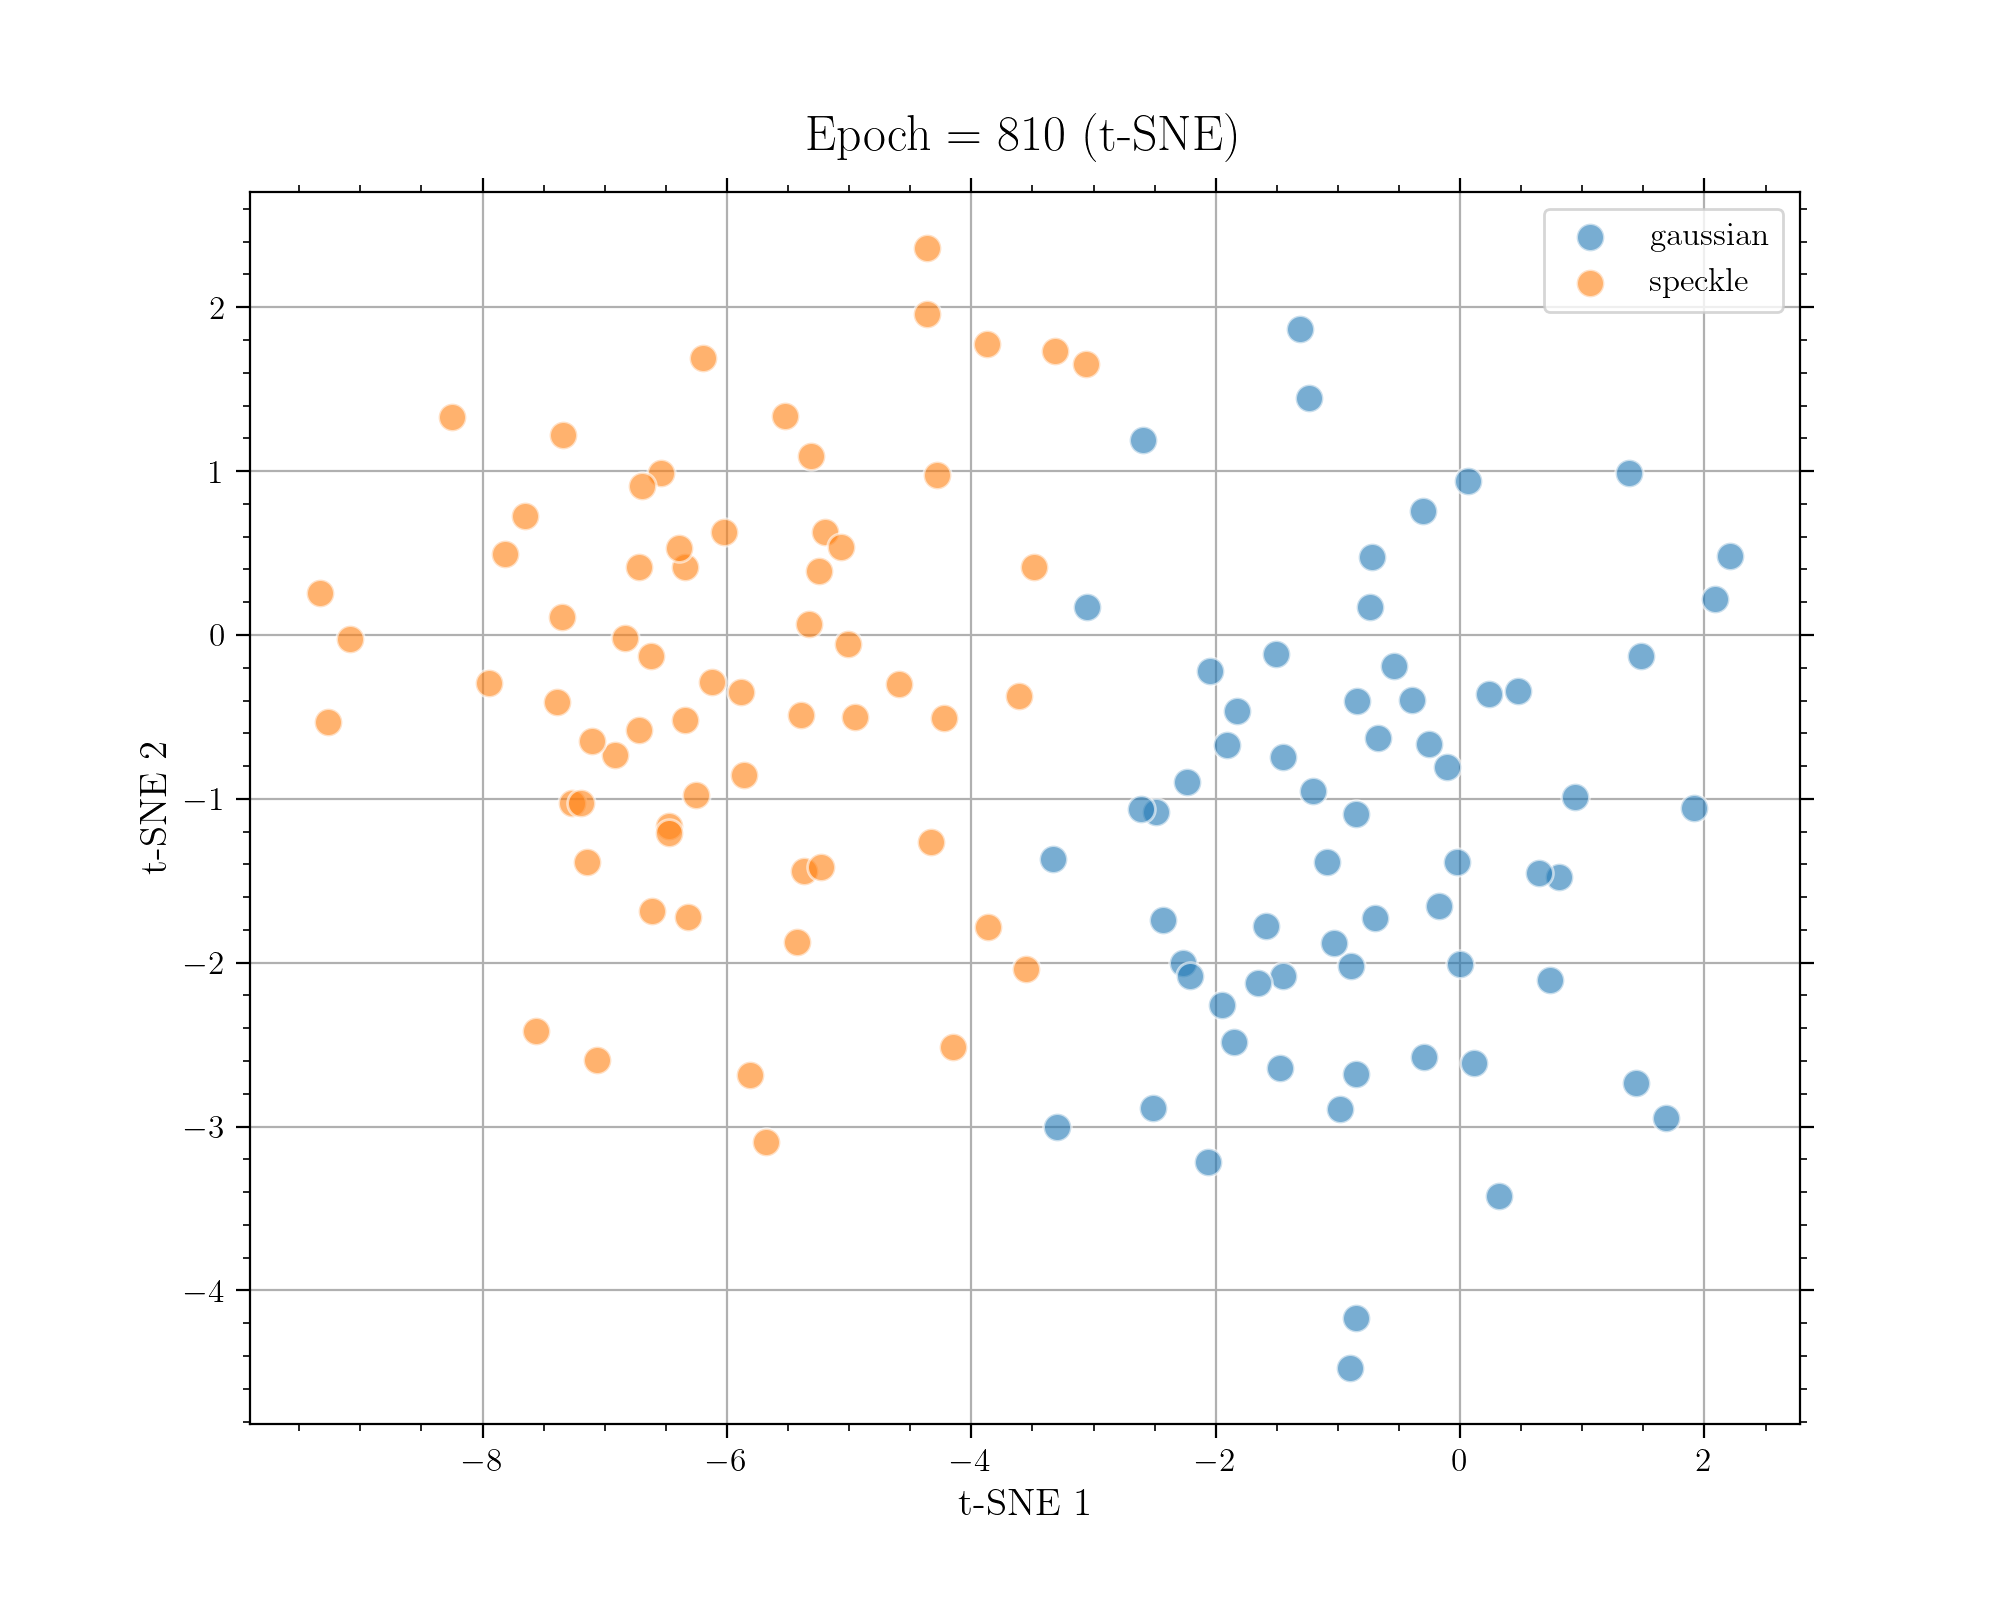 Epoch = 810 (t-SNE)
gaussian
speckle
2
1
0
−1
−2
−3
−4
t-SNE 2
−8 −6 −4 −2 0 2
t-SNE 1